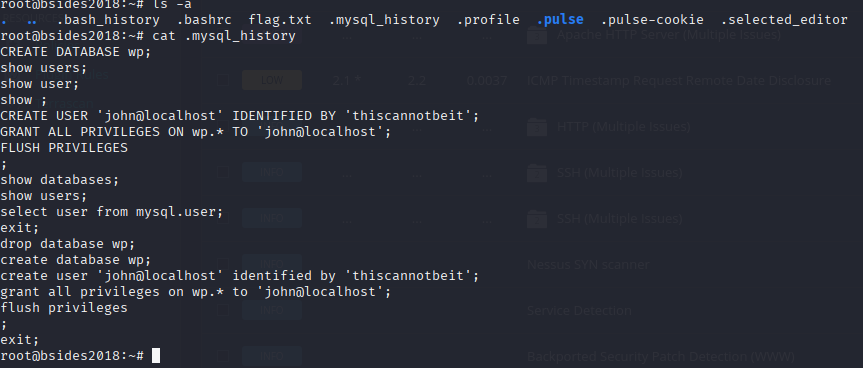 root@bsides2018:~# ls -a
.  ..  .bash_history  .bashrc  flag.txt  .mysql_history  .profile  .pulse  .pulse-cookie  .selected_editor
root@bsides2018:~# cat .mysql_history
Apache HTTP Server (Multiple Issues)
CREATE DATABASE wp;
show users;
LOW 2.1 * 2.2 0.0037 ICMP Timestamp Request Remote Date Disclosure
show user;
show ;
CREATE USER 'john@localhost' IDENTIFIED BY 'thiscannotbeit';
HTTP (Multiple Issues)
GRANT ALL PRIVILEGES ON wp.* TO 'john@localhost';
FLUSH PRIVILEGES
;
INFO SSH (Multiple Issues)
show databases;
show users;
select user from mysql.user;
INFO SSH (Multiple Issues)
exit;
drop database wp;
create database wp;
INFO Nessus SYN scanner
create user 'john@localhost' identified by 'thiscannotbeit';
grant all privileges on wp.* to 'john@localhost';
flush privileges
INFO Service Detection
;
exit;
root@bsides2018:~#
INFO Backported Security Patch Detection (WWW)